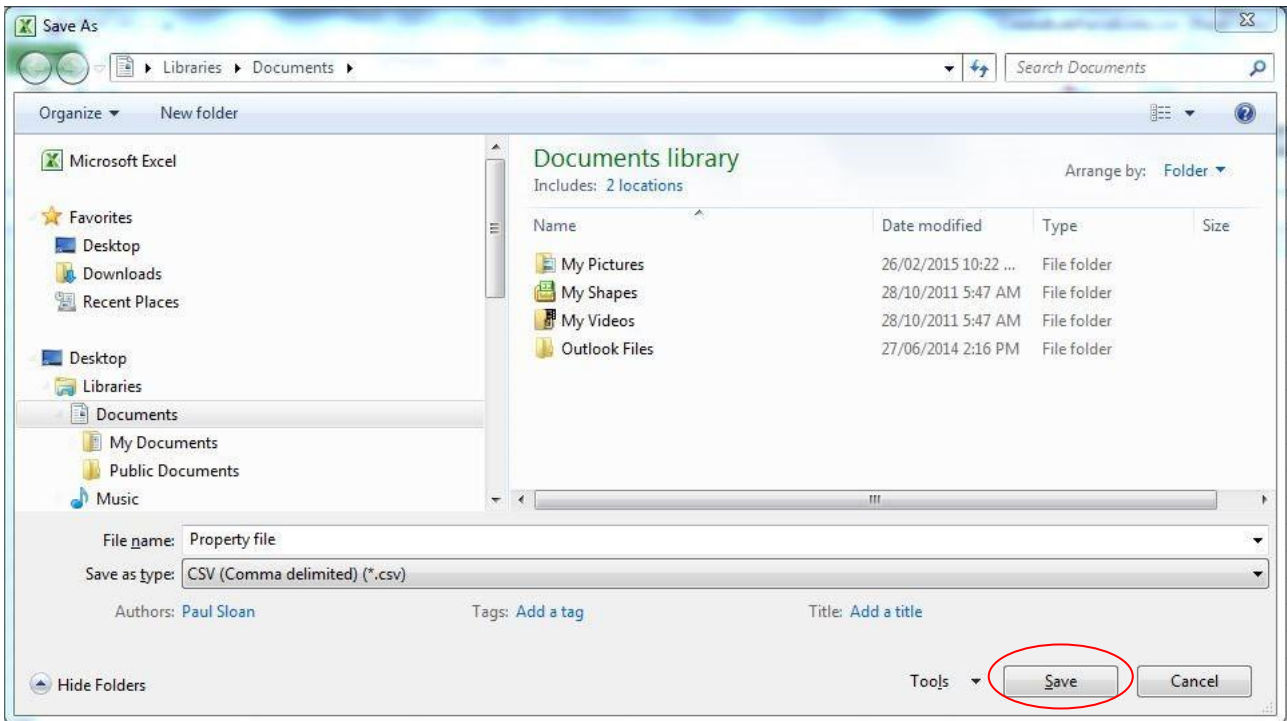 Save As
Libraries Documents
Search Documents
Organize New folder
Microsoft Excel
Favorites
Desktop
Downloads
Recent Places
Desktop
Libraries
Documents
My Documents
Public Documents
Music
Documents library
Includes: 2 locations
Arrange by: Folder
Name Date modified Type Size
My Pictures 26/02/2015 10:22 ... File folder
My Shapes 28/10/2011 5:47 AM File folder
My Videos 28/10/2011 5:47 AM File folder
Outlook Files 27/06/2014 2:16 PM File folder
File name: Property file
Save as type: CSV (Comma delimited) (*.csv)
Authors: Paul Sloan Tags: Add a tag Title: Add a title
Hide Folders Tools Save Cancel